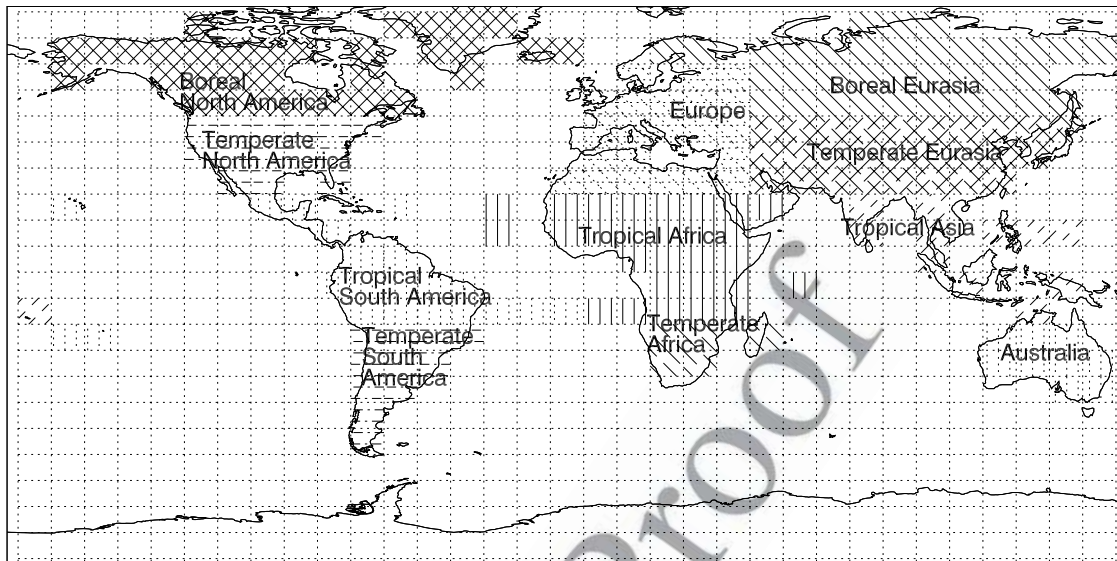 Boreal
North America
Temperate
North America
Europe
Boreal Eurasia
Temperate Eurasia
Tropical Africa
Tropical Asia
Tropical
South America
Temperate
Africa
Temperate
South
America
Australia
Proof